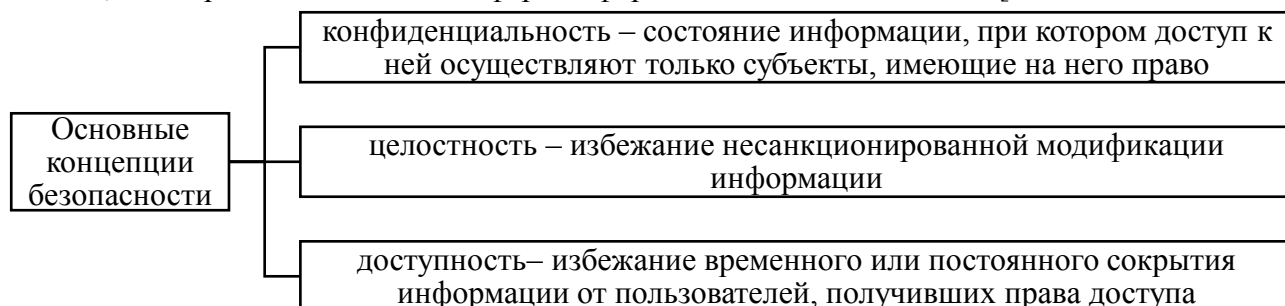 конфиденциальность – состояние информации, при котором доступ к
ней осуществляют только субъекты, имеющие на него право
Основные
концепции
безопасности
целостность – избежание несанкционированной модификации
информации
доступность– избежание временного или постоянного сокрытия
информации от пользователей, получивших права доступа